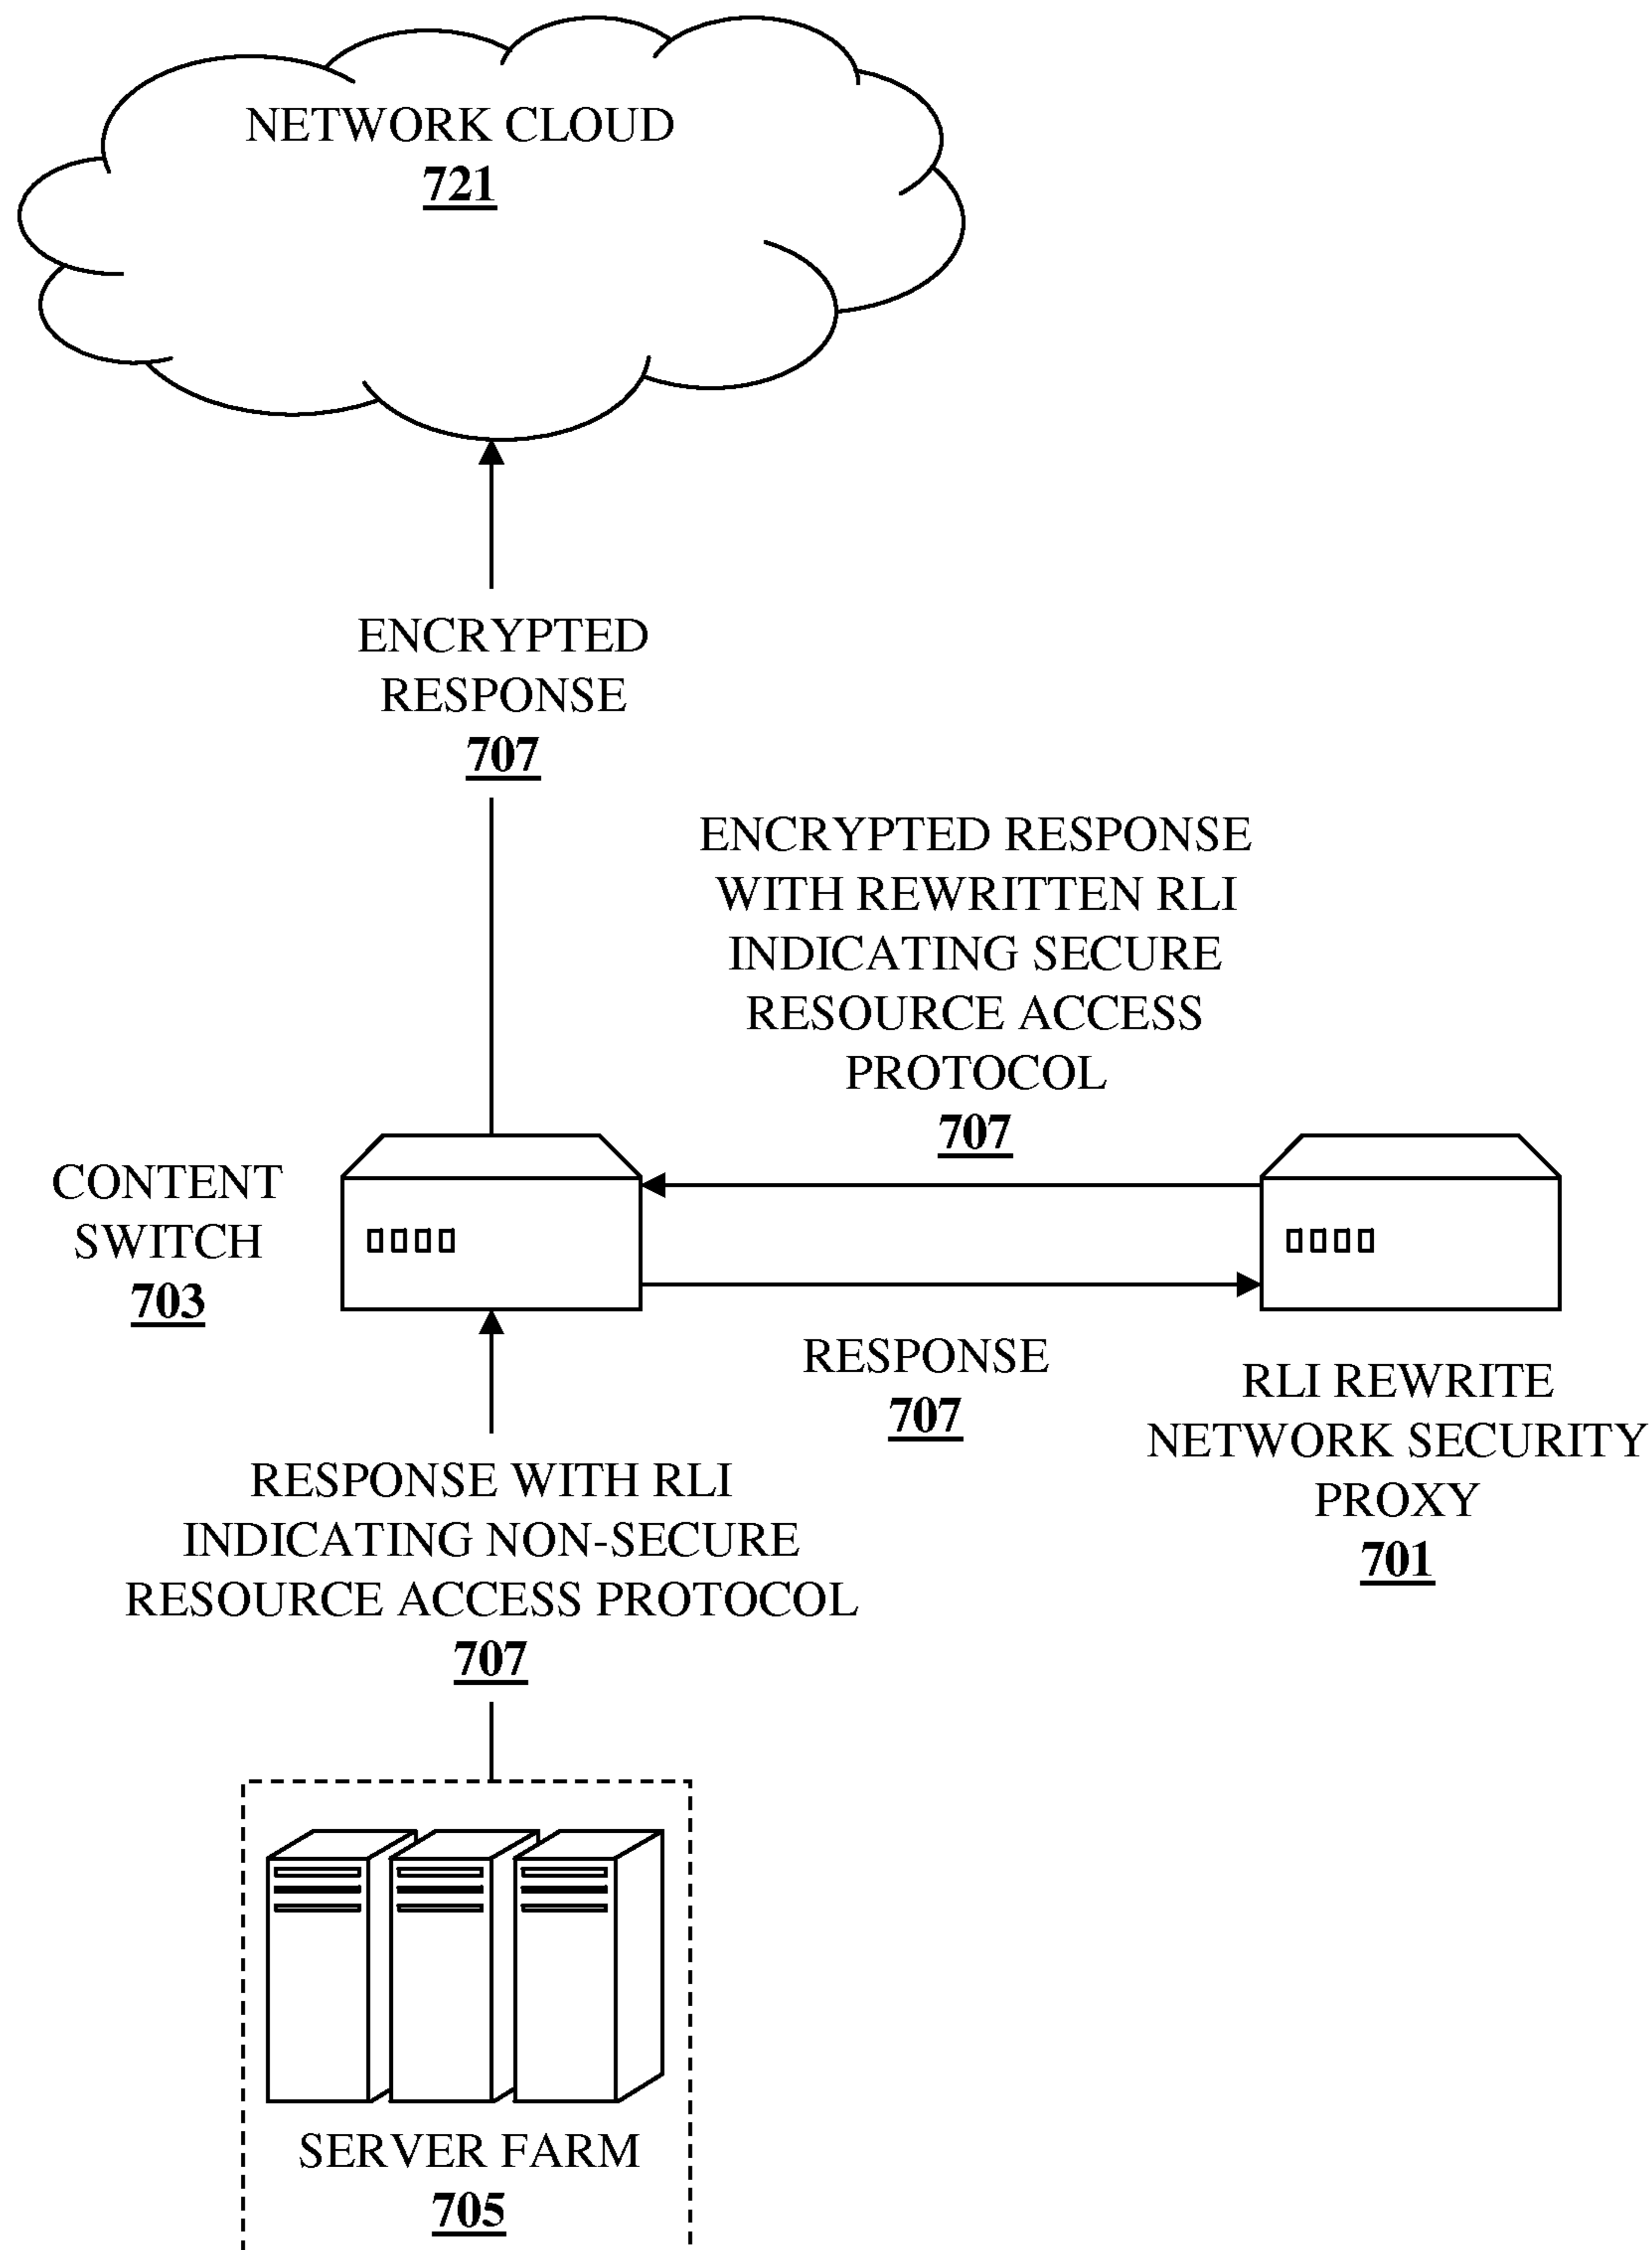 NETWORK CLOUD
721
ENCRYPTED
RESPONSE
707
ENCRYPTED RESPONSE
WITH REWRITTEN RLI
INDICATING SECURE
RESOURCE ACCESS
PROTOCOL
707
CONTENT
SWITCH
703
RESPONSE
707
RLI REWRITE
NETWORK SECURITY
PROXY
701
RESPONSE WITH RLI
INDICATING NON-SECURE
RESOURCE ACCESS PROTOCOL
707
SERVER FARM
705